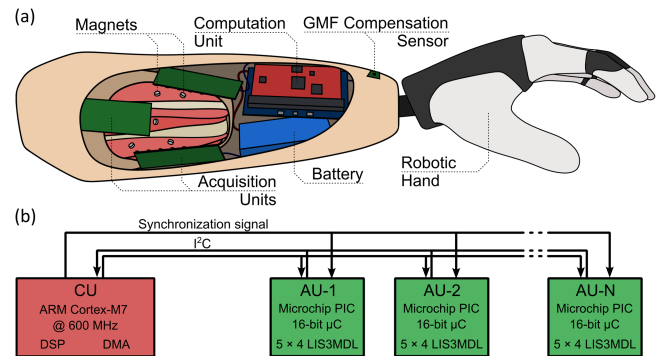 (a)
Magnets
Computation
Unit
GMF Compensation
Sensor
Acquisition
Units
Battery
Robotic
Hand
(b)
Synchronization signal
I²C
CU
ARM Cortex-M7
@ 600 MHz
DSP DMA
AU-1
Microchip PIC
16-bit µC
5 × 4 LIS3MDL
AU-2
Microchip PIC
16-bit µC
5 × 4 LIS3MDL
AU-N
Microchip PIC
16-bit µC
5 × 4 LIS3MDL